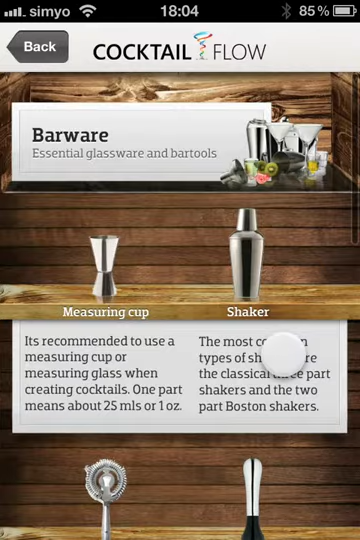 simyo 18:04 85%
Back
COCKTAIL FLOW
Barware
Essential glassware and bartools
Measuring cup
Shaker
Its recommended to use a
measuring cup or
measuring glass when
creating cocktails. One part
means about 25 mls or 1 oz.
The most
types of
the classical part
shakers and the two
part Boston shakers.